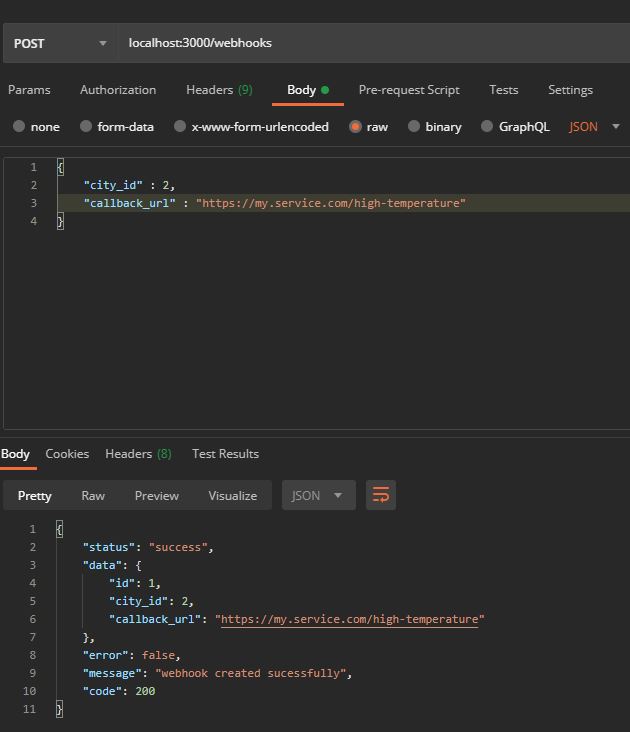 POST localhost:3000/webhooks
Params Authorization Headers (9) Body Pre-request Script Tests Settings
none form-data x-www-form-urlencoded raw binary GraphQL JSON
1 {
2 "city_id" : 2,
3 "callback_url" : "https://my.service.com/high-temperature"
4 }
Body Cookies Headers (8) Test Results
Pretty Raw Preview Visualize JSON
1 {
2 "status": "success",
3 "data": {
4 "id": 1,
5 "city_id": 2,
6 "callback_url": "https://my.service.com/high-temperature"
7 },
8 "error": false,
9 "message": "webhook created sucessfully",
10 "code": 200
11 }